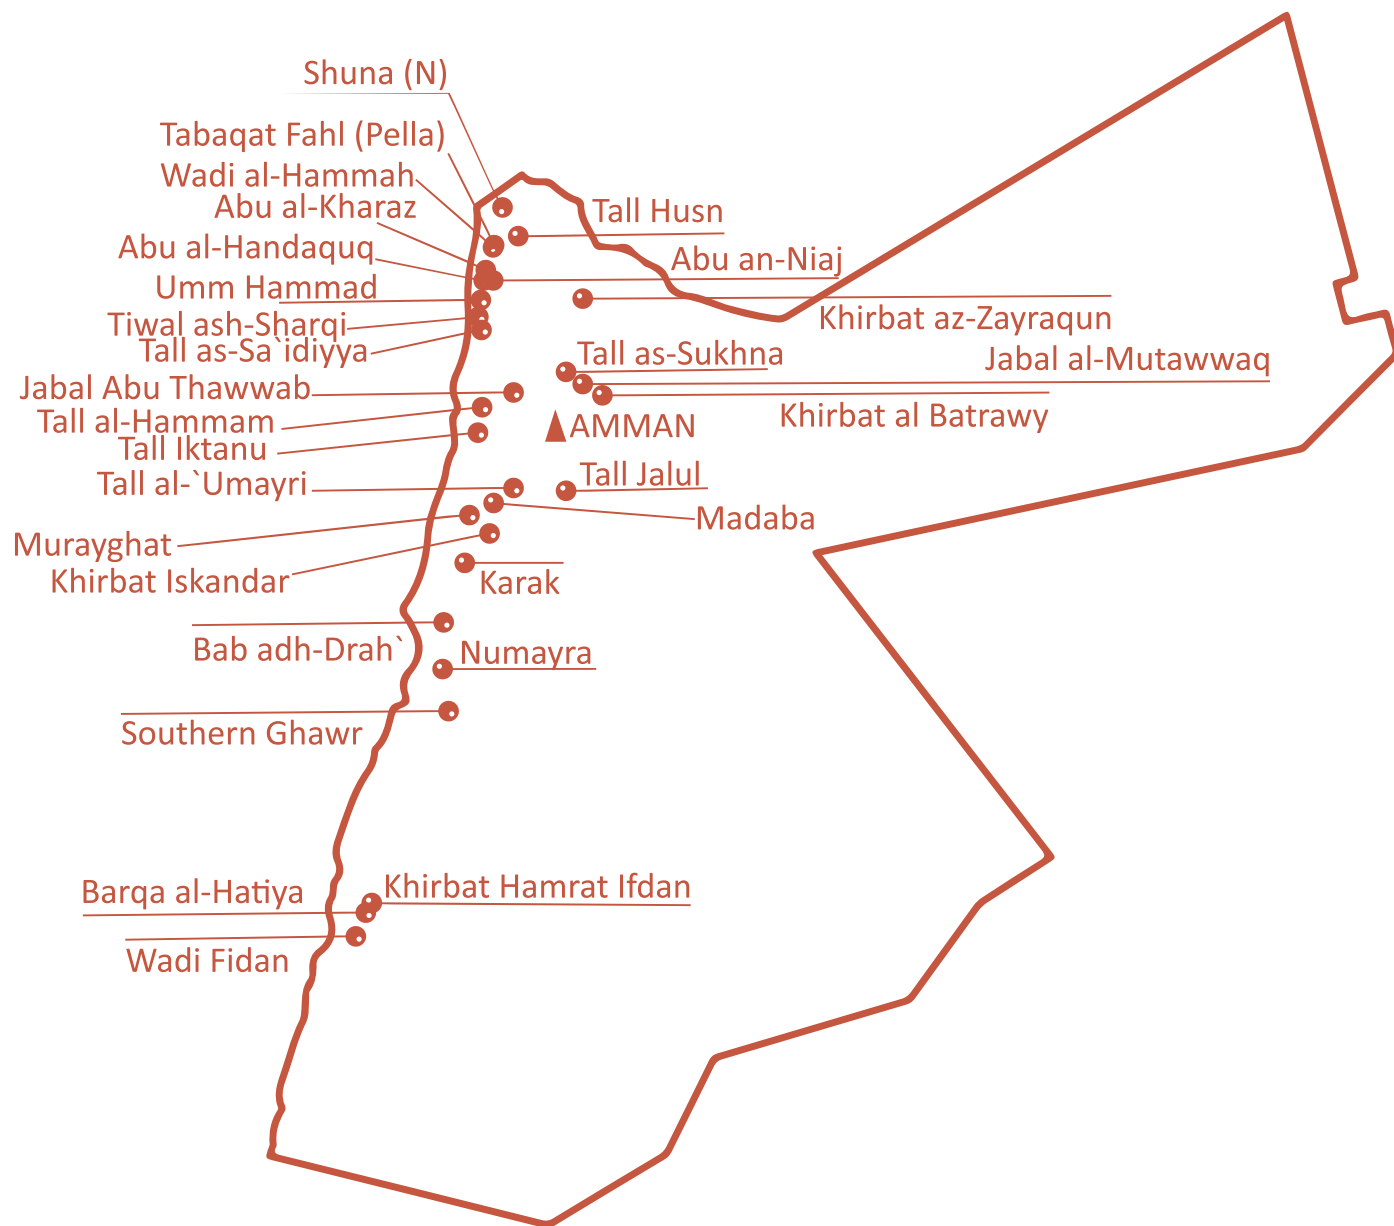 Shuna (N)
Tabaqat Fahl (Pella)
Wadi al-Hammah
Abu al-Kharaz
Tall Husn
Abu al-Handaquq
Abu an-Niaj
Umm Hammad
Khirbat az-Zayraqun
Tiwal ash-Sharqi
Tall as-Sa`idiyya
Tall as-Sukhna
Jabal al-Mutawwaq
Jabal Abu Thawwab
Khirbat al Batrawy
Tall al-Hammam
AMMAN
Tall Iktanu
Tall Jalul
Tall al-`Umayri
Madaba
Murayghat
Khirbat Iskandar
Karak
Bab adh-Drah`
Numayra
Southern Ghawr
Khirbat Hamrat Ifdan
Barqa al-Hatiya
Wadi Fidan